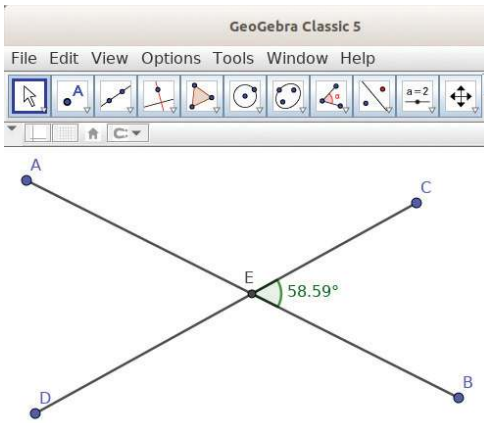 GeoGebra Classic 5
File Edit View Options Tools Window Help
A α a=2
A
C
E
58.59°
B
D